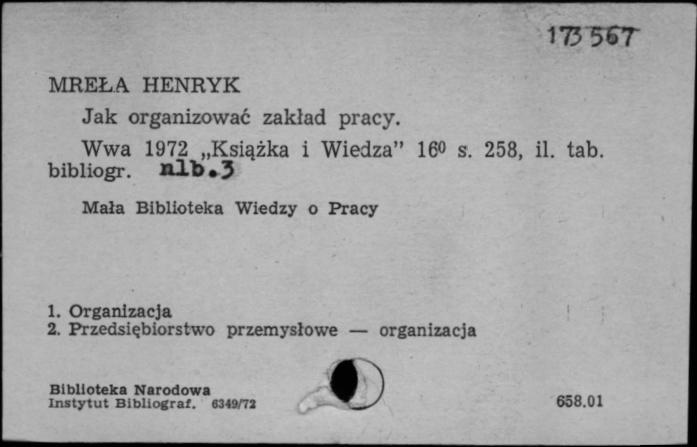 173567
MREŁA HENRYK
Jak organizować zakład pracy.
Wwa 1972 „Książka i Wiedza” 16⁰ s. 258, il. tab.
bibliogr. nlb.3
Mała Biblioteka Wiedzy o Pracy
1. Organizacja
2. Przedsiębiorstwo przemysłowe — organizacja
Biblioteka Narodowa
Instytut Bibliograf. 6349/72
658.01